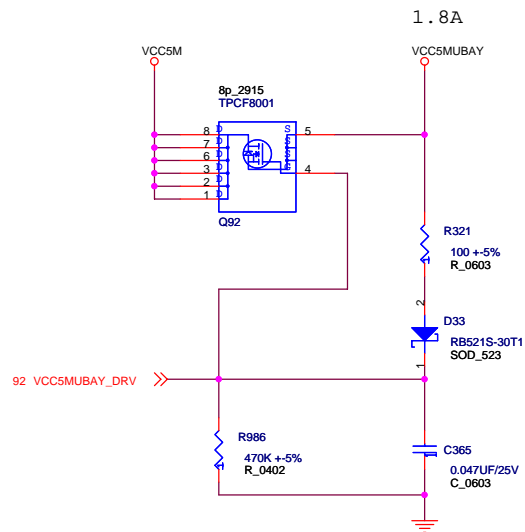 1.8A
VCC5M
VCC5MUBAY
8p_2915
TPCF8001
8 D S 5
7 D S
6 D S
3 D G 4
2 D
1 D
Q92
R321
100 +-5%
R_0603
2
D33
RB521S-30T1
SOD_523
1
92 VCC5MUBAY_DRV
R986
470K +-5%
R_0402
C365
0.047UF/25V
C_0603